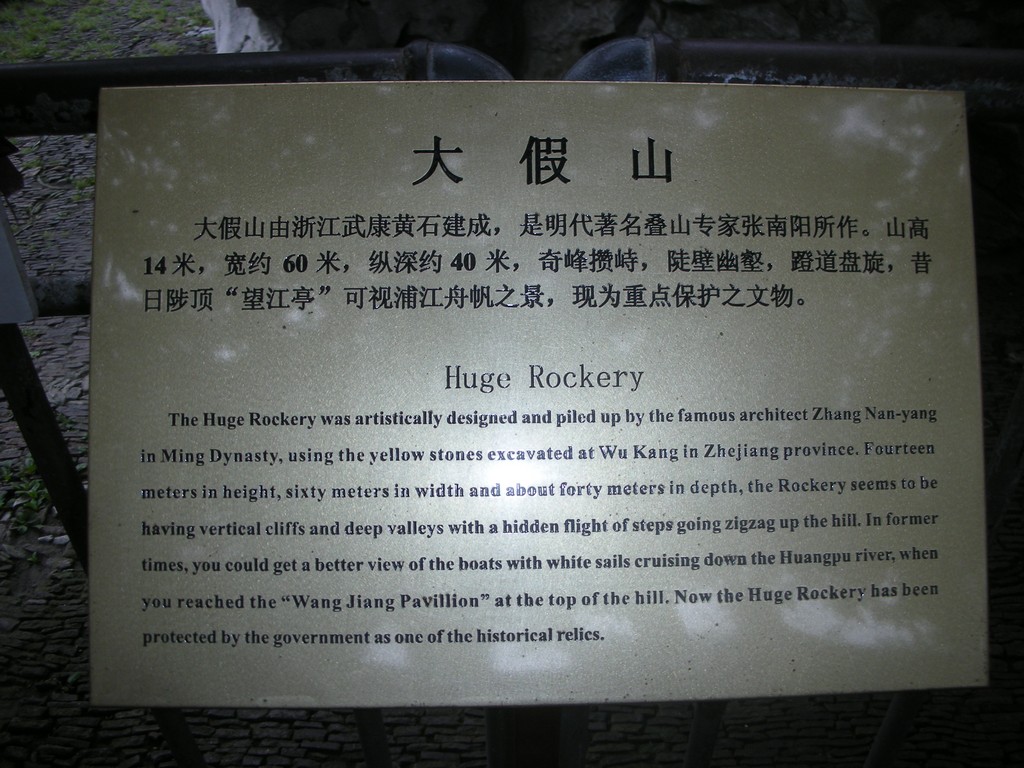 大假山
大假山由浙江武康黄石建成，是明代著名叠山专家张南阳所作。山高
14米，宽约 60 米，纵深约 40 米，奇峰攒峙，陡壁幽壑，蹬道盘旋，昔
日陟顶“望江亭”可视浦江舟帆之景，现为重点保护之文物。
Huge Rockery
The Huge Rockery was artistically designed and piled up by the famous architect Zhang Nan-yang
in Ming Dynasty, using the yellow stones excavated at Wu Kang in Zhejiang province. Fourteen
meters in height, sixty meters in width and about forty meters in depth, the Rockery seems to be
having vertical cliffs and deep valleys with a hidden flight of steps going zigzag up the hill. In former
times, you could get a better view of the boats with white sails cruising down the Huangpu river, when
you reached the “Wang Jiang Pavillion” at the top of the hill. Now the Huge Rockery has been
protected by the government as one of the historical relics.